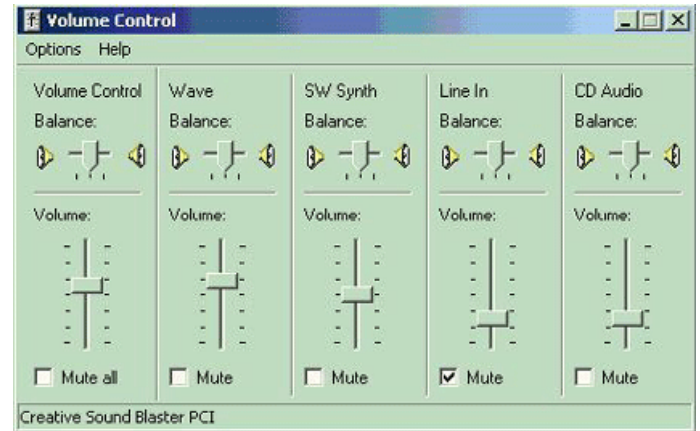 Volume Control
Options Help
Volume Control Wave SW Synth Line In CD Audio
Balance: Balance: Balance: Balance: Balance:
Volume: Volume: Volume: Volume: Volume:
Mute all Mute Mute Mute Mute
Creative Sound Blaster PCI